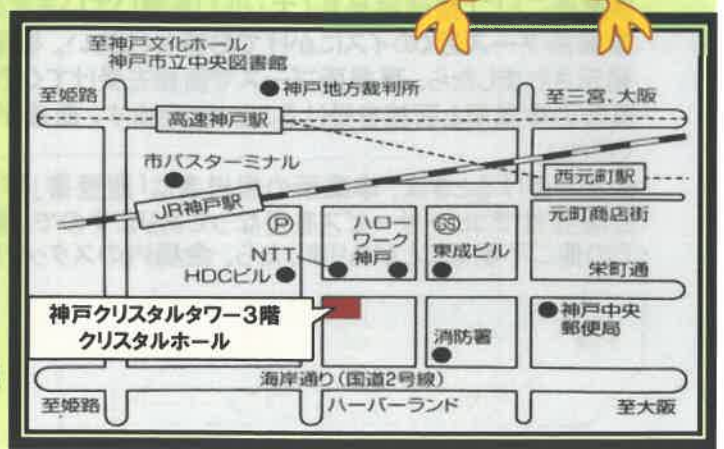 至神戸文化ホール
神戸市立中央図書館
至姫路
神戸地方裁判所
至三宮、大阪
高速神戸駅
市バスターミナル
西元町駅
JR神戸駅
元町商店街
P
ハロー
ワーク
神戸
GS
東成ビル
NTT
HDCビル
栄町通
神戸クリスタルタワー3階
クリスタルホール
消防署
神戸中央
郵便局
海岸通り(国道2号線)
至姫路
ハーバーランド
至大阪